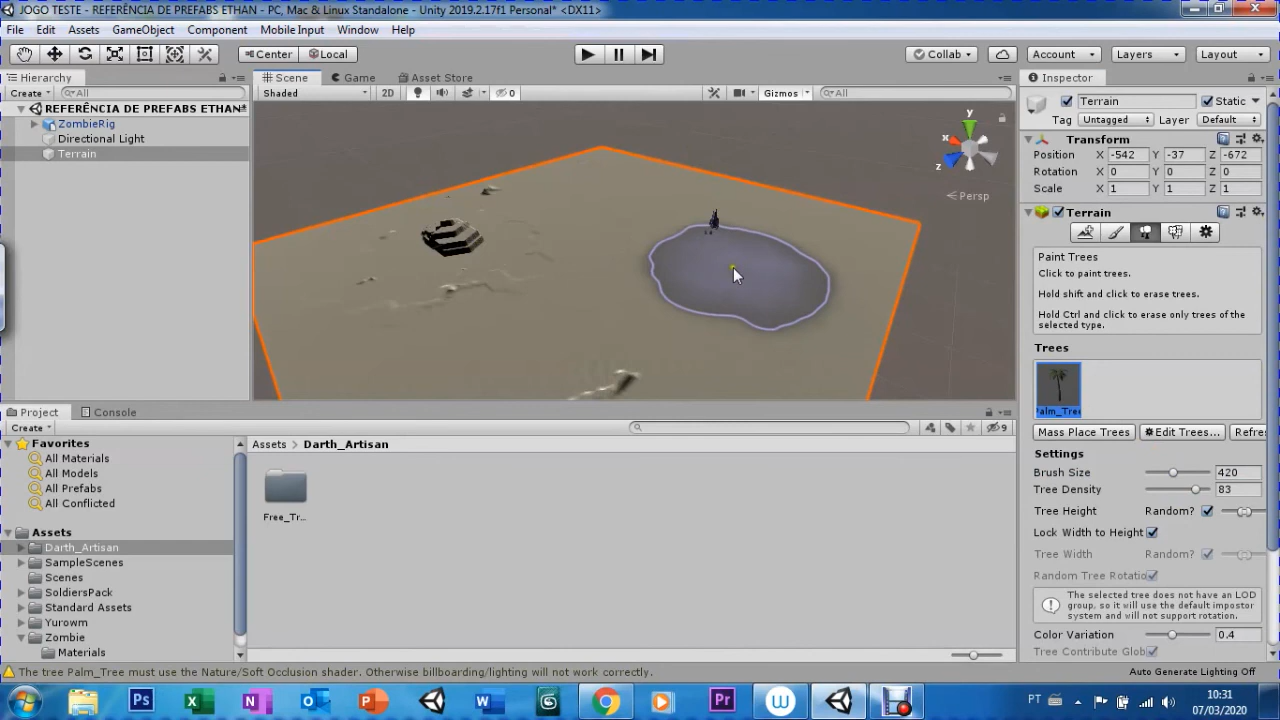 JOGO TESTE - REFERÊNCIA DE PREFABS ETHAN - PC, Mac & Linux Standalone - Unity 2019.2.17f1 Personal* <DX11>
File Edit Assets GameObject Component Mobile Input Window Help
Center Local Collab Account Layers Layout
Hierarchy
Create All
REFERÊNCIA DE PREFABS ETHAN
ZombieRig
Directional Light
Terrain
Scene Game Asset Store
Shaded 2D 0 Gizmos All
y
x
z
Persp
Inspector
Terrain Static
Tag Untagged Layer Default
Transform
Position X -542 Y -37 Z -672
Rotation X 0 Y 0 Z 0
Scale X 1 Y 1 Z 1
Terrain
Paint Trees
Click to paint trees.
Hold shift and click to erase trees.
Hold Ctrl and click to erase only trees of the
selected type.
Trees
Palm_Tre
Mass Place Trees Edit Trees... Refre
Settings
Brush Size 420
Tree Density 83
Tree Height Random?
Lock Width to Height
Tree Width Random?
Random Tree Rotatio
The selected tree does not have an LOD
group, so it will use the default impostor
system and will not support rotation.
Color Variation 0.4
Tree Contribute Glob
Project Console
Create 9
Favorites
All Materials
All Models
All Prefabs
All Conflicted
Assets
Darth_Artisan
SampleScenes
Scenes
SoldiersPack
Standard Assets
Yurowm
Zombie
Materials
Assets Darth_Artisan
Free_Tr...
The tree Palm_Tree must use the Nature/Soft Occlusion shader. Otherwise billboarding/lighting will not work correctly.
Auto Generate Lighting Off
Ps X N O P W S W Pr
PT
10:31
07/03/2020